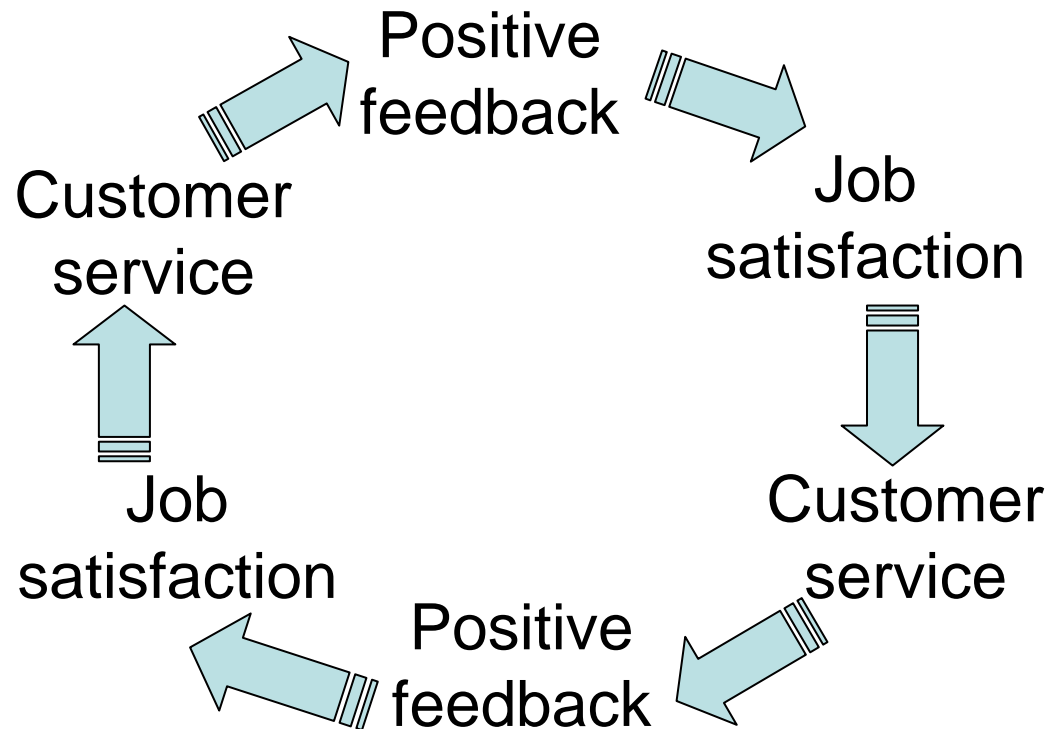 Positive
feedback
Job
satisfaction
Customer
service
Positive
feedback
Job
satisfaction
Customer
service